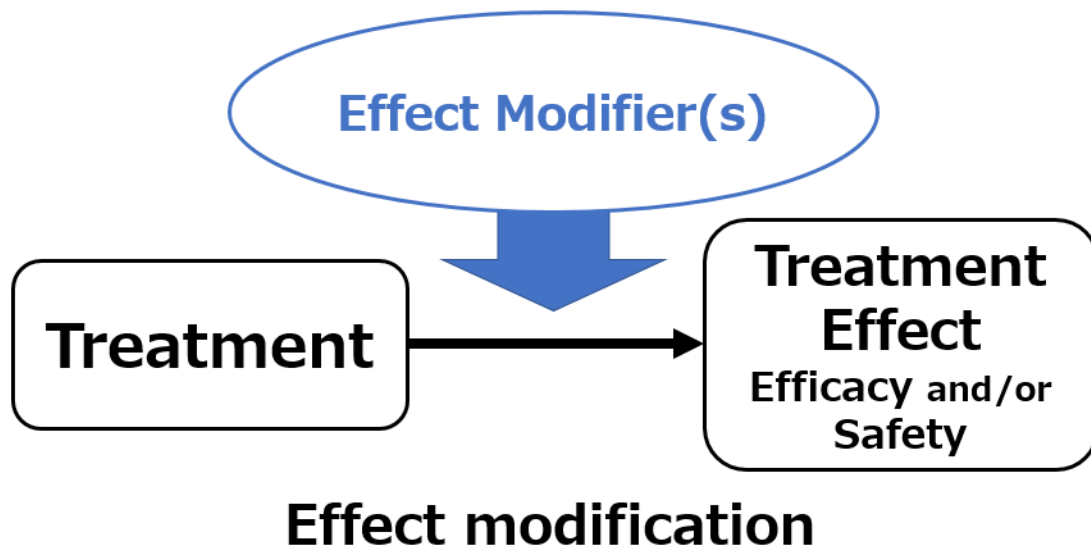 Effect Modifier(s)
Treatment
Treatment
Effect
Efficacy and/or
Safety
Effect modification